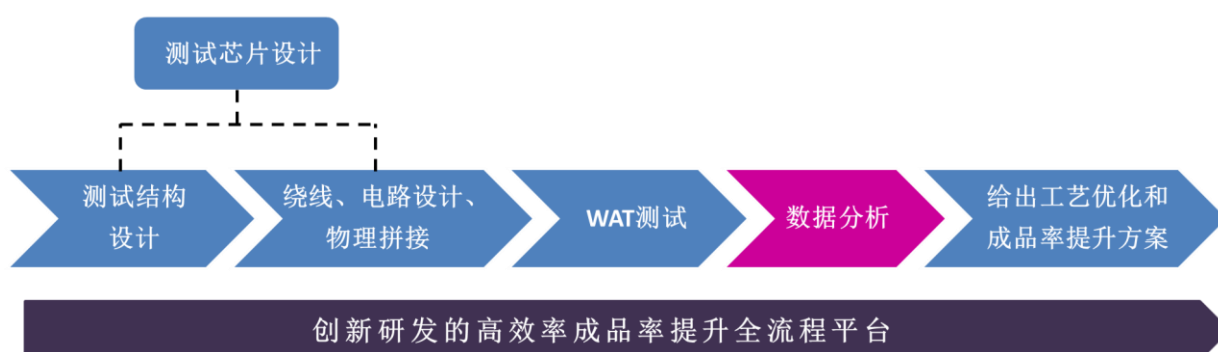 测试芯片设计
测试结构
设计
绕线、电路设计、
物理拼接
WAT测试
数据分析
给出工艺优化和
成品率提升方案
创新研发的高效率成品率提升全流程平台